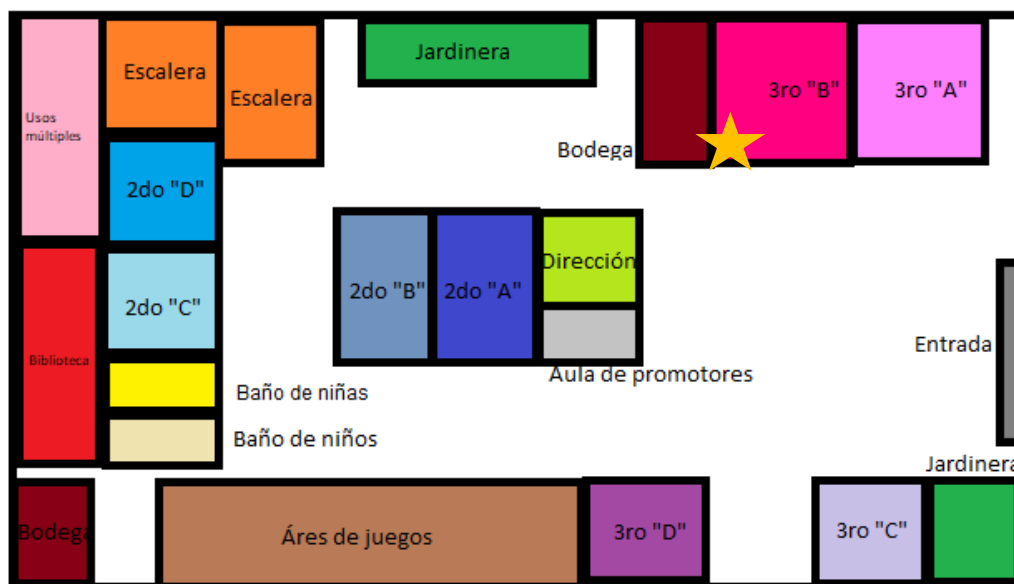 Usos
múltiples
Escalera
Escalera
Jardinera
Bodega
3ro "B"
3ro "A"
2do "D"
2do "C"
2do "B"
2do "A"
Dirección
Aula de promotores
Entrada
Biblioteca
Baño de niñas
Baño de niños
Jardinera
Bodega
Áres de juegos
3ro "D"
3ro "C"